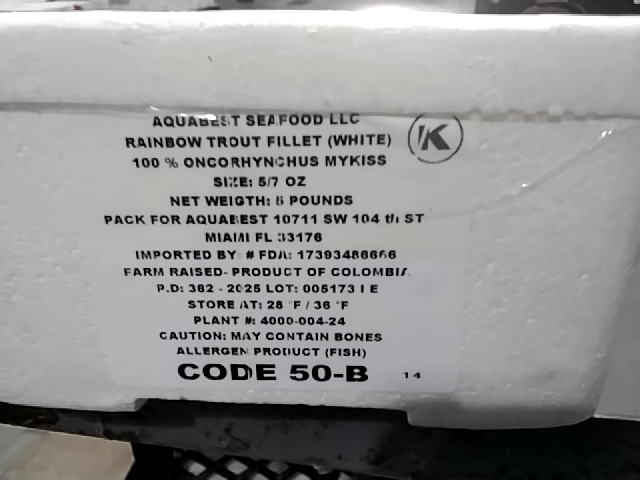 AQUABEST SEAFOOD LLC
K
RAINBOW TROUT FILLET (WHITE)
100 % ONCORHYNCHUS MYKISS
SIZE: 5/7 OZ
NET WEIGTH: POUNDS
PACK FOR AQUABEST 10711 SW 104 th ST
MIAMI FL 33176
IMPORTED BY: # FDA: 17393486666
FARM RAISED- PRODUCT OF COLOMBIA
P.D: 362 - 2025 LOT: 005173 I E
STORE AT: 28 °F / 36 °F
PLANT #: 4000-004-24
CAUTION: MAY CONTAIN BONES
ALLERGEN PRODUCT (FISH)
CODE 50-B 14